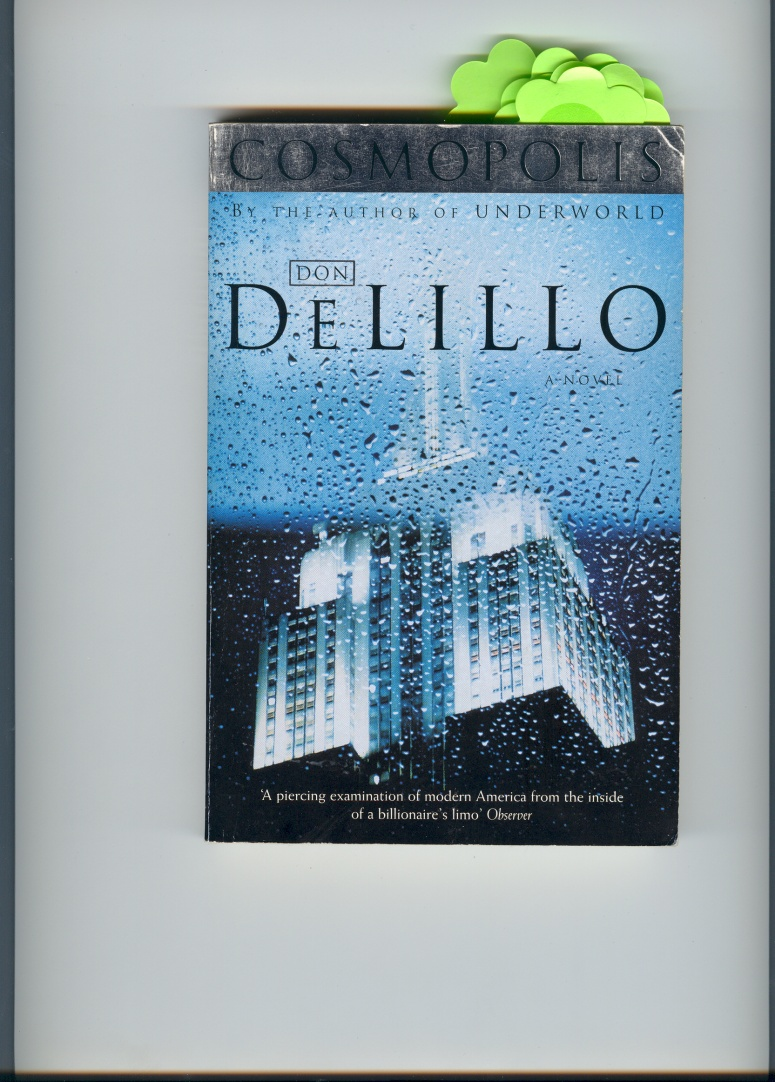 COSMOPOLIS
BY THE AUTHOR OF UNDERWORLD
DON
DELILLO
A NOVEL
'A piercing examination of modern America from the inside
of a billionaire's limo' Observer